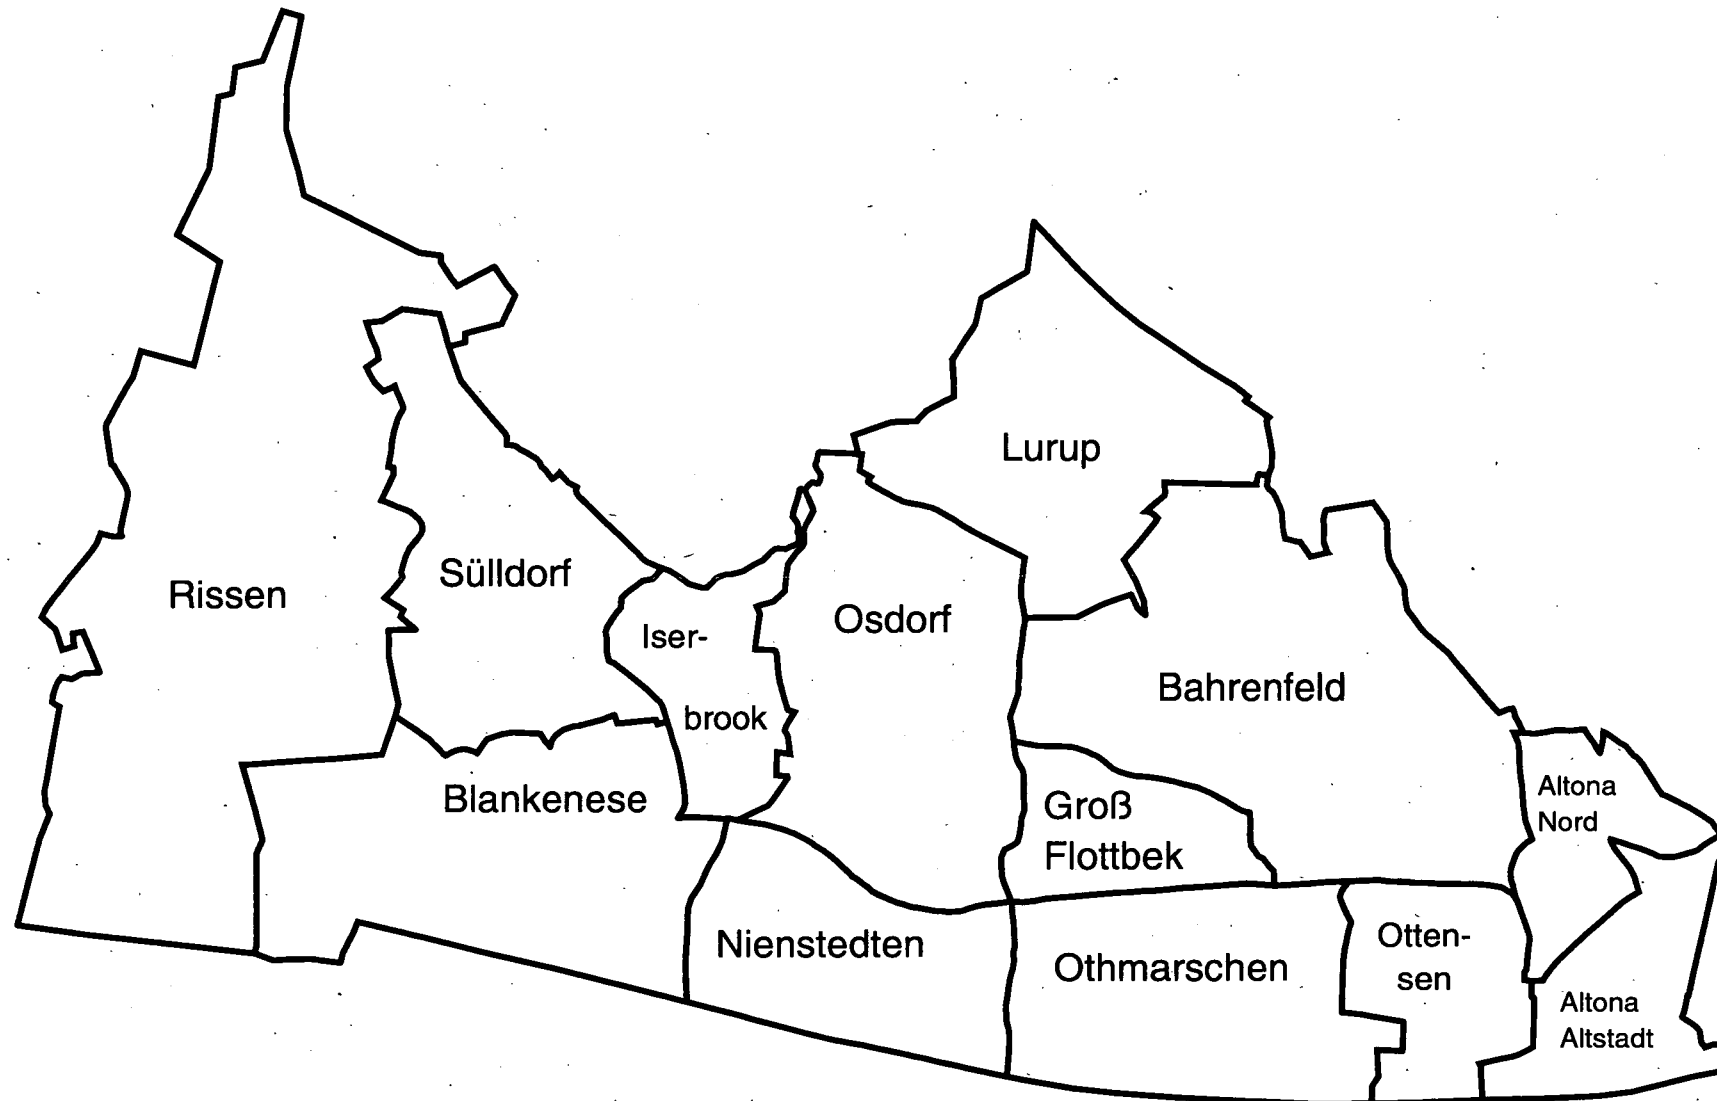 Lurup
Rissen
Sülldorf
Iser-
brook
Osdorf
Bahrenfeld
Blankenese
Groß
Flottbek
Altona
Nord
Nienstedten
Othmarschen
Otten-
sen
Altona
Altstadt